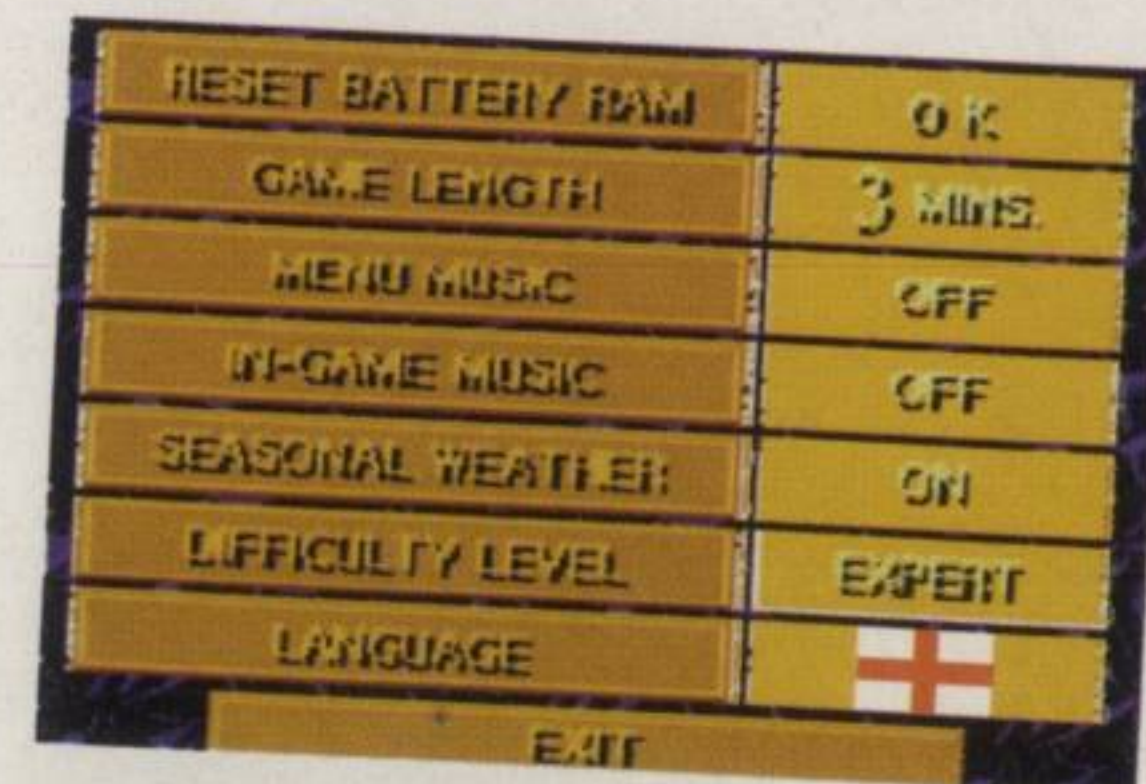 RESET BATTERY RAM OK
GAME LENGTH 3 MINS.
MENU MUSIC OFF
IN-GAME MUSIC OFF
SEASONAL WEATHER ON
DIFFICULTY LEVEL EXPERT
LANGUAGE
EXIT